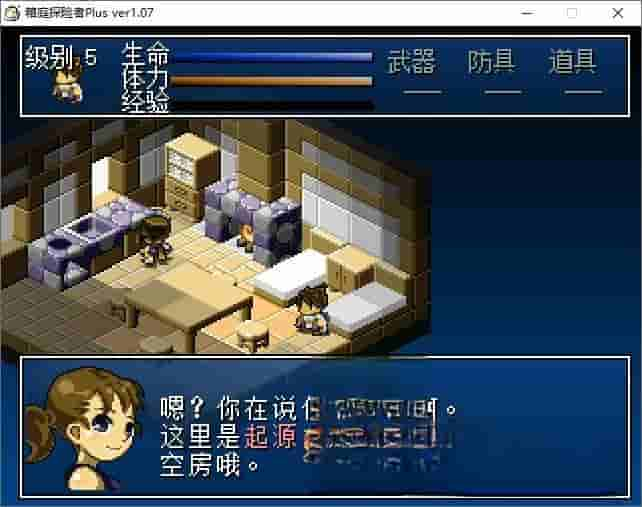 箱庭探险者Plus ver1.07
级别 5
生命
体力
经验
武器 防具 道具
嗯？你在说
这里是起源
空房哦。